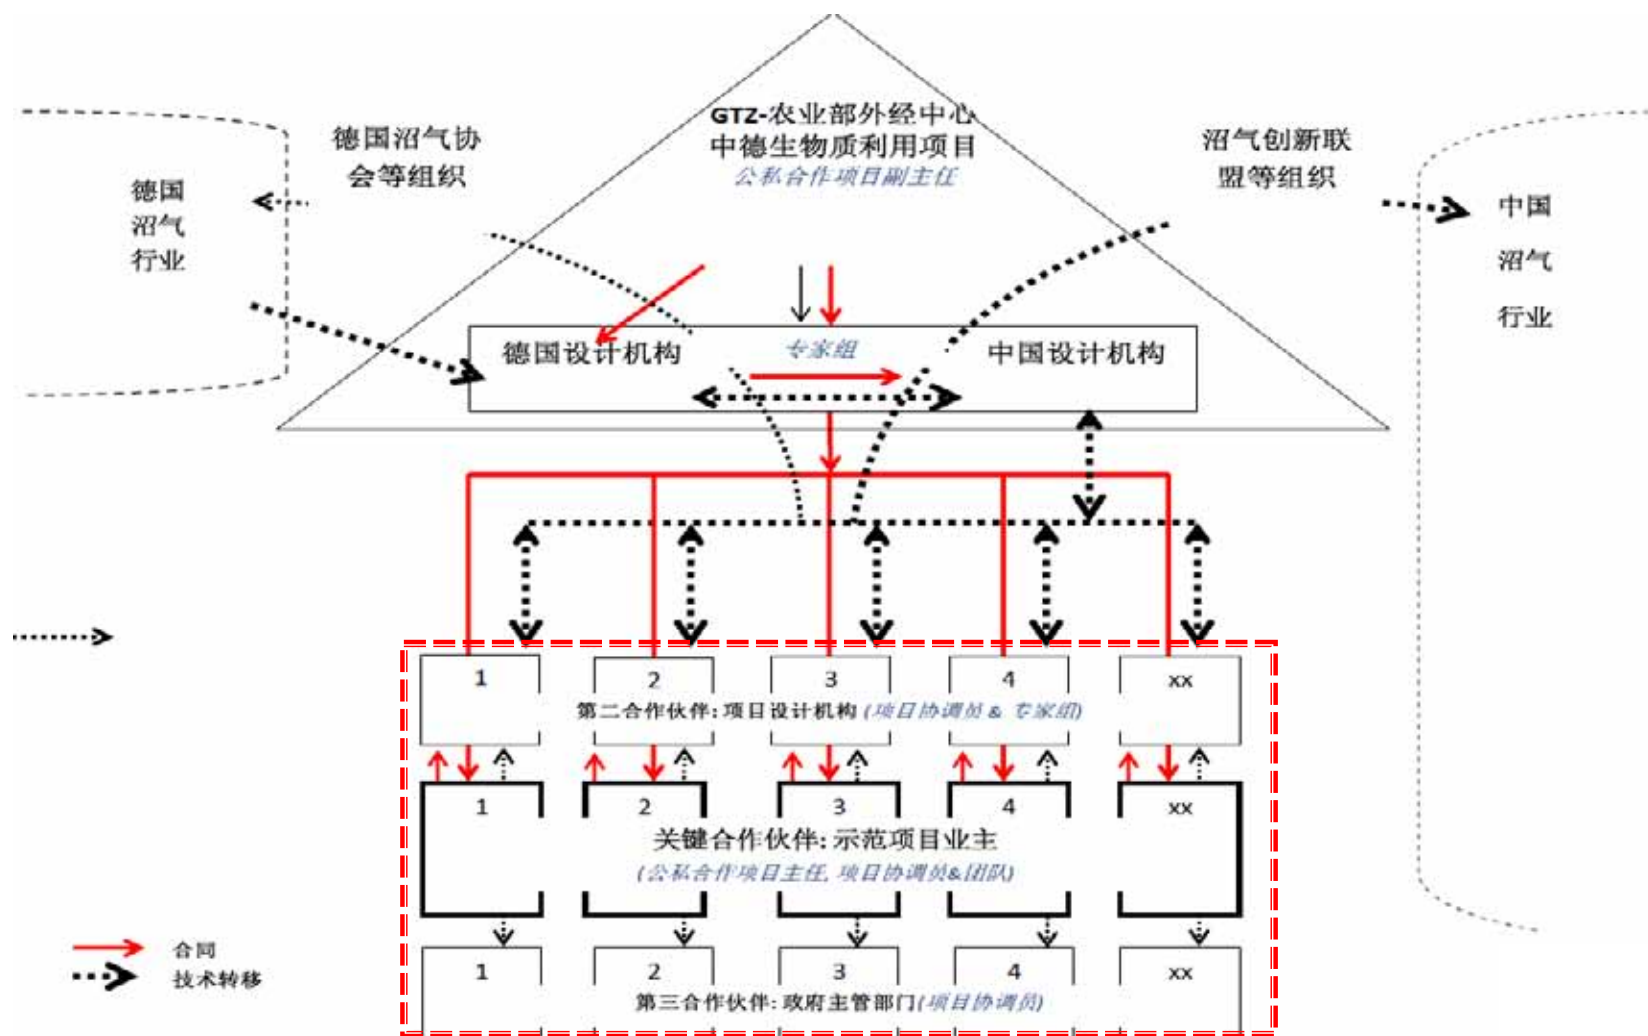 GTZ-农业部外经中心
中德生物质利用项目
公私合作项目副主任
德国沼气协
会等组织
沼气创新联
盟等组织
德国
沼气
行业
中国
沼气
行业
德国设计机构
专家组
中国设计机构
1
2
3
4
xx
第二合作伙伴: 项目设计机构 (项目协调员 & 专家组)
1
2
3
4
xx
关键合作伙伴: 示范项目业主
(公私合作项目主任, 项目协调员&团队)
合同
技术转移
1
2
3
4
xx
第三合作伙伴: 政府主管部门(项目协调员)